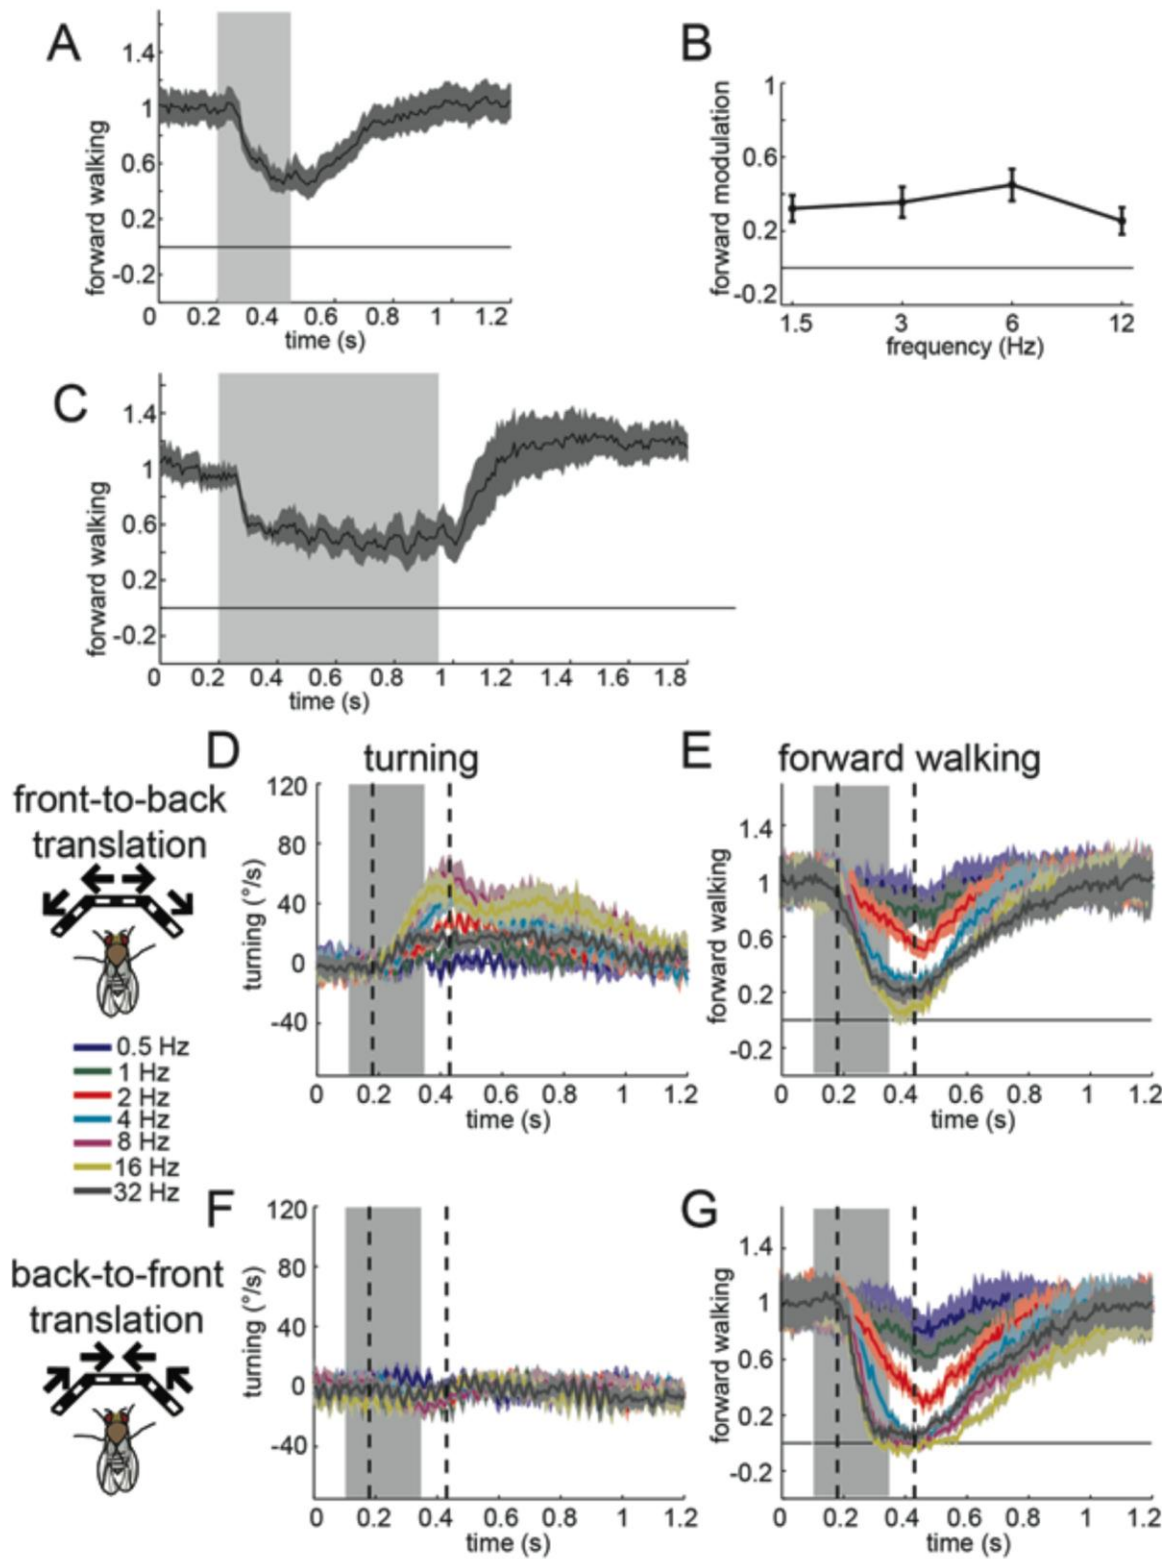 A
1.4
1
0.6
0.2
-0.2
forward walking
0 0.2 0.4 0.6 0.8 1 1.2
time (s)
B
1
0.6
0.2
-0.2
forward modulation
1.5 3 6 12
frequency (Hz)
C
1.4
1
0.6
0.2
-0.2
forward walking
0 0.2 0.4 0.6 0.8 1 1.2 1.4 1.6 1.8
time (s)
front-to-back
translation
D
turning
120
80
40
0
-40
turning (°/s)
0 0.2 0.4 0.6 0.8 1 1.2
time (s)
E
forward walking
1.4
1
0.6
0.2
-0.2
forward walking
0 0.2 0.4 0.6 0.8 1 1.2
time (s)
0.5 Hz
1 Hz
2 Hz
4 Hz
8 Hz
16 Hz
32 Hz
back-to-front
translation
F
120
80
40
0
-40
turning (°/s)
0 0.2 0.4 0.6 0.8 1 1.2
time (s)
G
1.4
1
0.6
0.2
-0.2
forward walking
0 0.2 0.4 0.6 0.8 1 1.2
time (s)